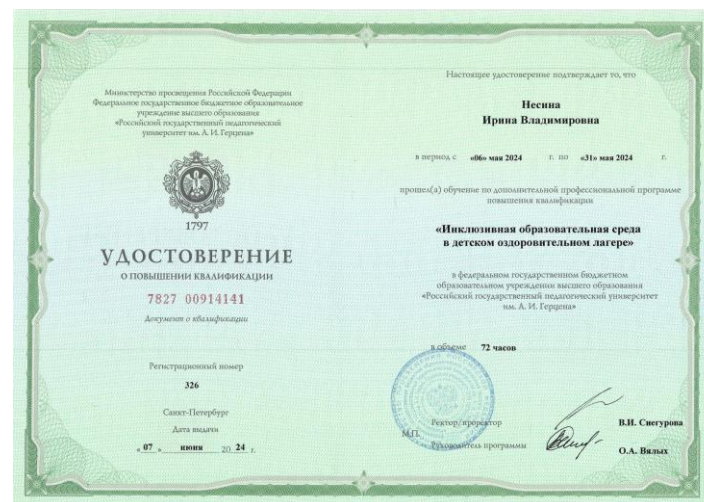 Министерство просвещения Российской Федерации
Федеральное государственное бюджетное образовательное
учреждение высшего образования
«Российский государственный педагогический
университет им. А. И. Герцена»
1797
УДОСТОВЕРЕНИЕ
О ПОВЫШЕНИИ КВАЛИФИКАЦИИ
7827 00914141
Документ о квалификации
Регистрационный номер
326
Санкт-Петербург
Дата выдачи
« 07 » июня 20 24 г.
Настоящее удостоверение подтверждает то, что
Несина
Ирина Владимировна
в период с «06» мая 2024 г. по «31» мая 2024 г.
прошел(а) обучение по дополнительной профессиональной программе
повышения квалификации
«Инклюзивная образовательная среда
в детском оздоровительном лагере»
в федеральном государственном бюджетном
образовательном учреждении высшего образования
«Российский государственный педагогический университет
им. А. И. Герцена»
в объеме 72 часов
Ректор/проректор В.И. Снегурова
М.П.
Руководитель программы О.А. Вялых